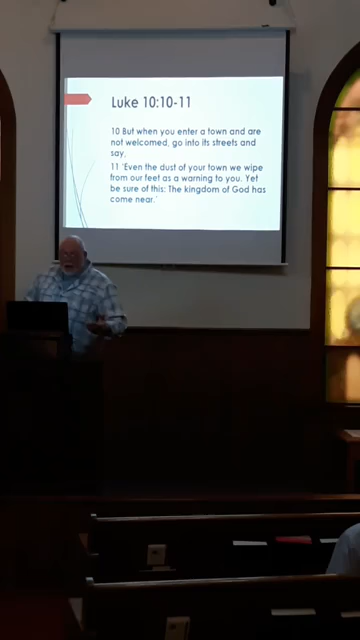 Luke 10:10-11
10 But when you enter a town and are
not welcomed, go into its streets and
say,
11 'Even the dust of your town we wipe
from our feet as a warning to you. Yet
be sure of this: The kingdom of God has
come near.'